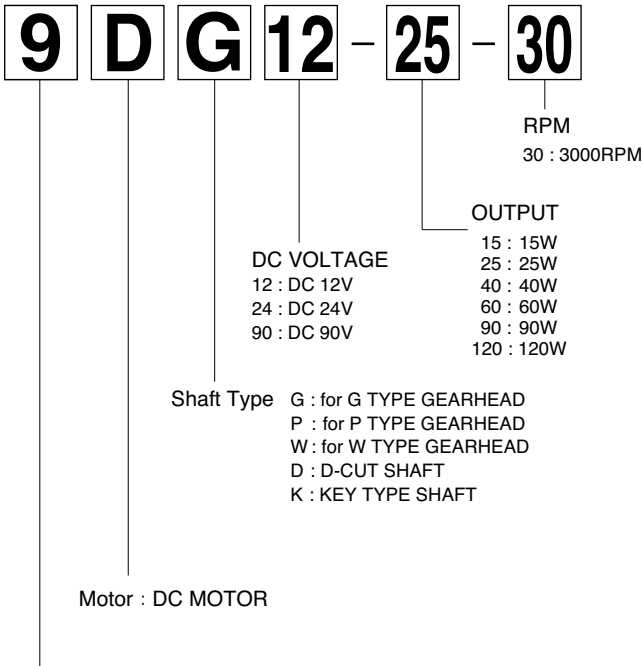 9 D G 12 - 25 - 30
RPM
30 : 3000RPM
OUTPUT
15 : 15W
25 : 25W
40 : 40W
60 : 60W
90 : 90W
120 : 120W
DC VOLTAGE
12 : DC 12V
24 : DC 24V
90 : DC 90V
Shaft Type
G : for G TYPE GEARHEAD
P : for P TYPE GEARHEAD
W : for W TYPE GEARHEAD
D : D-CUT SHAFT
K : KEY TYPE SHAFT
Motor : DC MOTOR